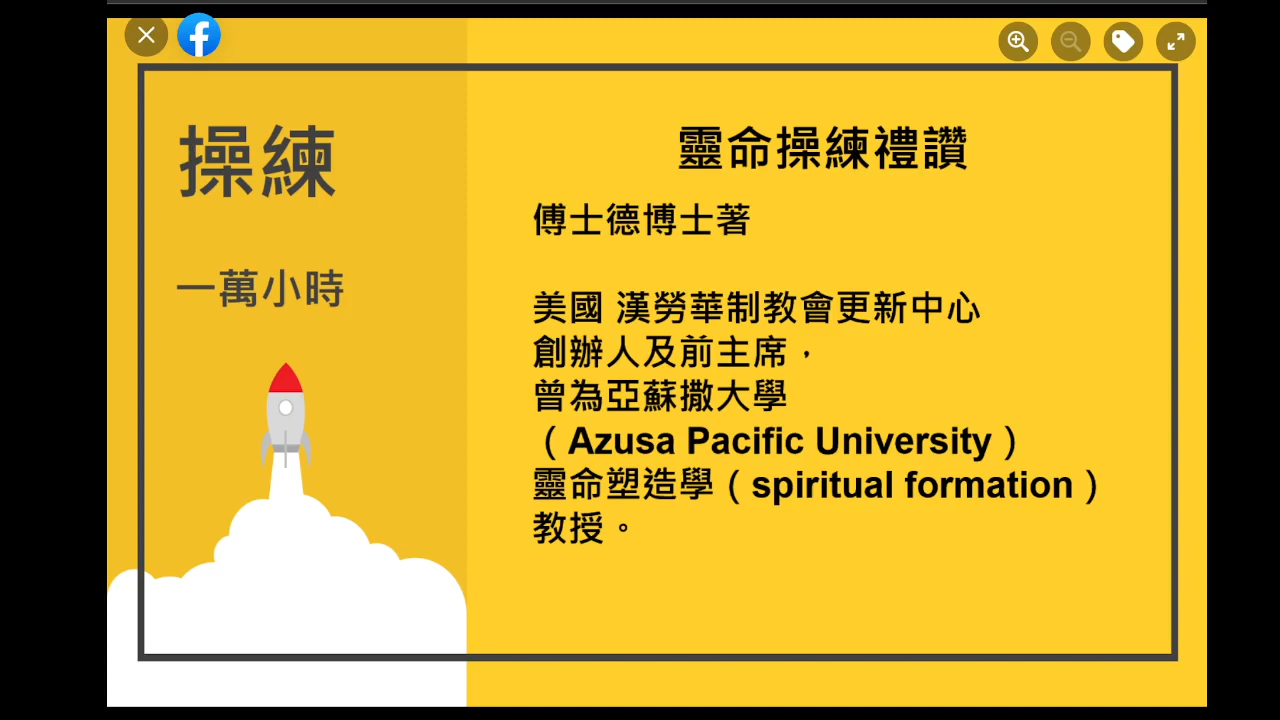 操練
一萬小時
靈命操練禮讚
傅士德博士著
美國 漢勞華制教會更新中心
創辦人及前主席，
曾為亞蘇撒大學
（Azusa Pacific University）
靈命塑造學（spiritual formation）
教授。